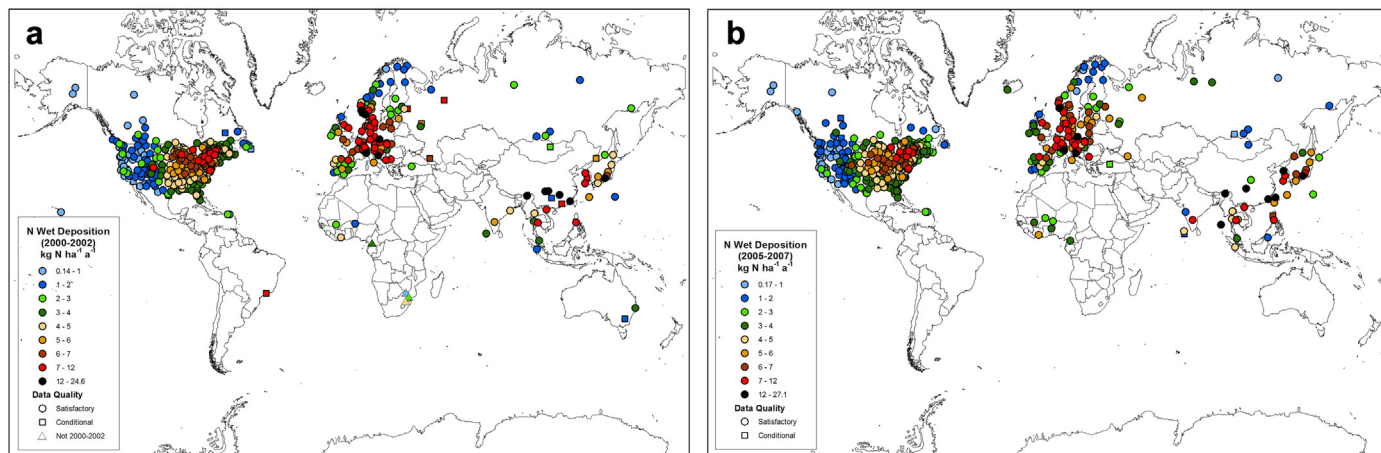 a
N Wet Deposition
(2000-2002)
kg N ha⁻¹ a⁻¹
0.14 - 1
1 - 2
2 - 3
3 - 4
4 - 5
5 - 6
6 - 7
7 - 12
12 - 24.6
Data Quality
Satisfactory
Conditional
Not 2000-2002
b
N Wet Deposition
(2005-2007)
kg N ha⁻¹ a⁻¹
0.17 - 1
1 - 2
2 - 3
3 - 4
4 - 5
5 - 6
6 - 7
7 - 12
12 - 27.1
Data Quality
Satisfactory
Conditional